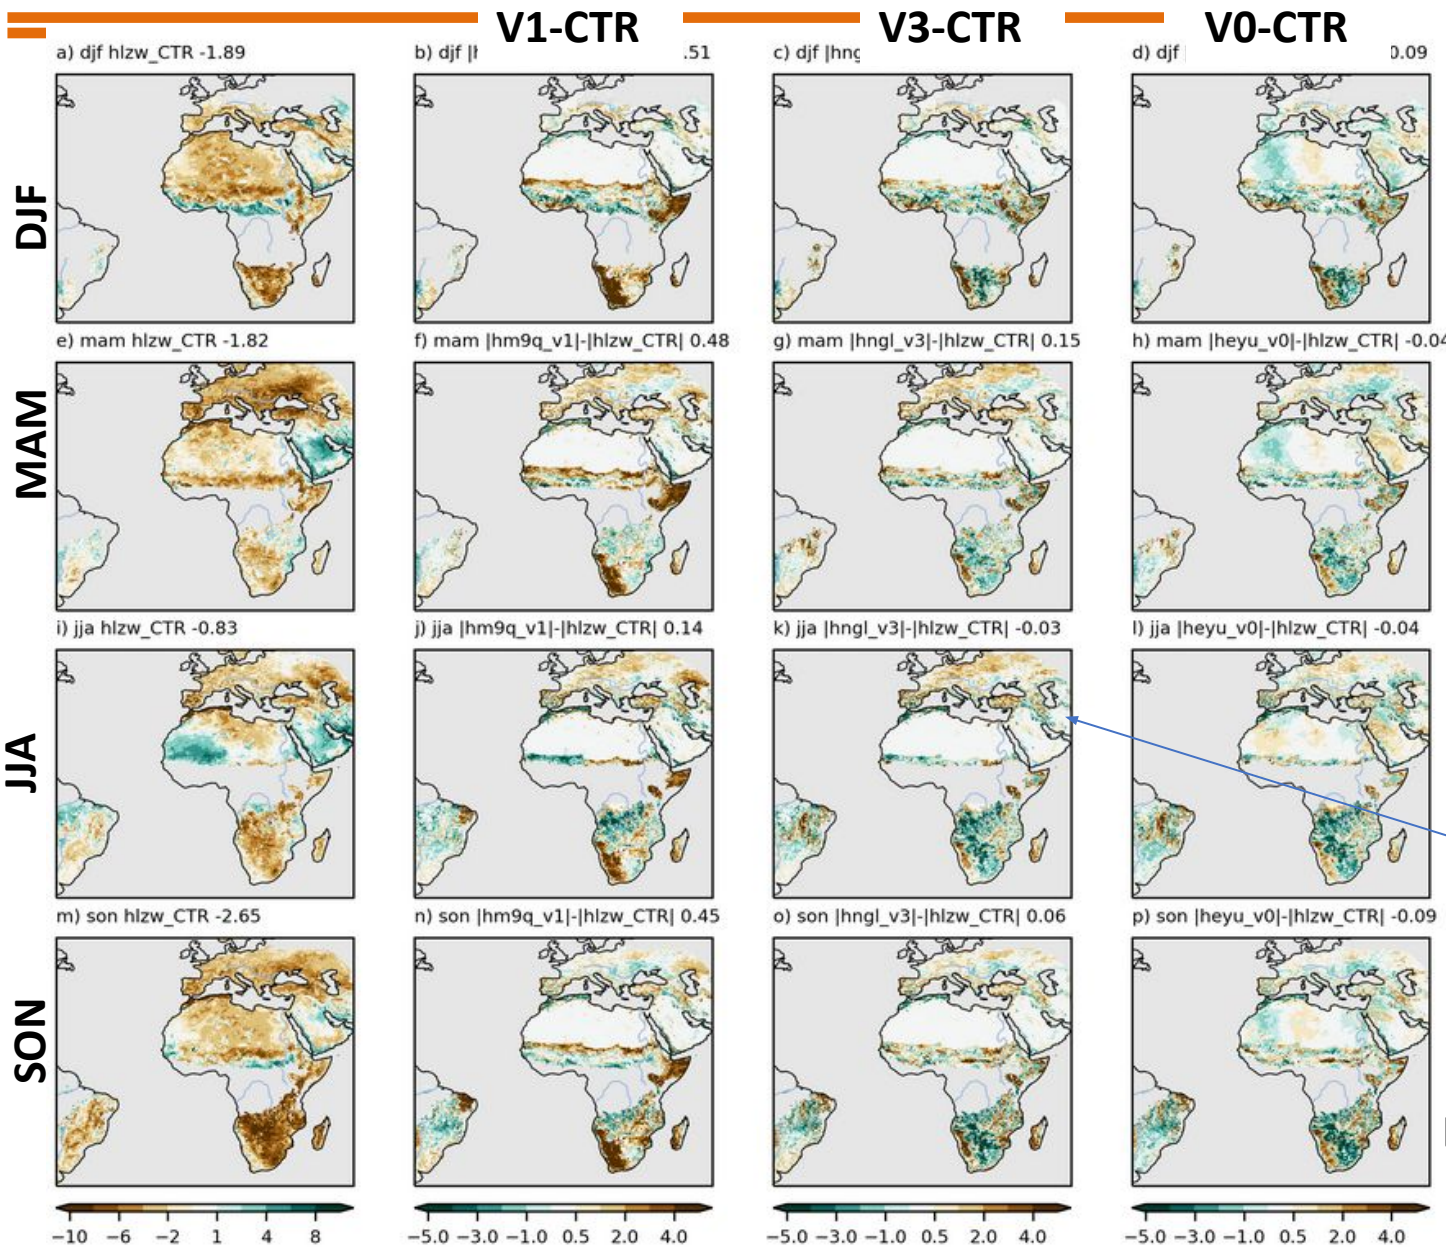 V1-CTR V3-CTR V0-CTR
a) djf hlzw_CTR -1.89 b) djf .51 c) djf d) djf 0.09
DJF
e) mam hlzw_CTR -1.82 f) mam |hm9q_v1|-|hlzw_CTR| 0.48 g) mam |hngl_v3|-|hlzw_CTR| 0.15 h) mam |heyu_v0|-|hlzw_CTR| -0.04
MAM
i) jja hlzw_CTR -0.83 j) jja |hm9q_v1|-|hlzw_CTR| 0.14 k) jja |hngl_v3|-|hlzw_CTR| -0.03 l) jja |heyu_v0|-|hlzw_CTR| -0.04
JJA
m) son hlzw_CTR -2.65 n) son |hm9q_v1|-|hlzw_CTR| 0.45 o) son |hngl_v3|-|hlzw_CTR| 0.06 p) son |heyu_v0|-|hlzw_CTR| -0.09
SON
−10 −6 −2 1 4 8 −5.0 −3.0 −1.0 0.5 2.0 4.0 −5.0 −3.0 −1.0 0.5 2.0 4.0 −5.0 −3.0 −1.0 0.5 2.0 4.0